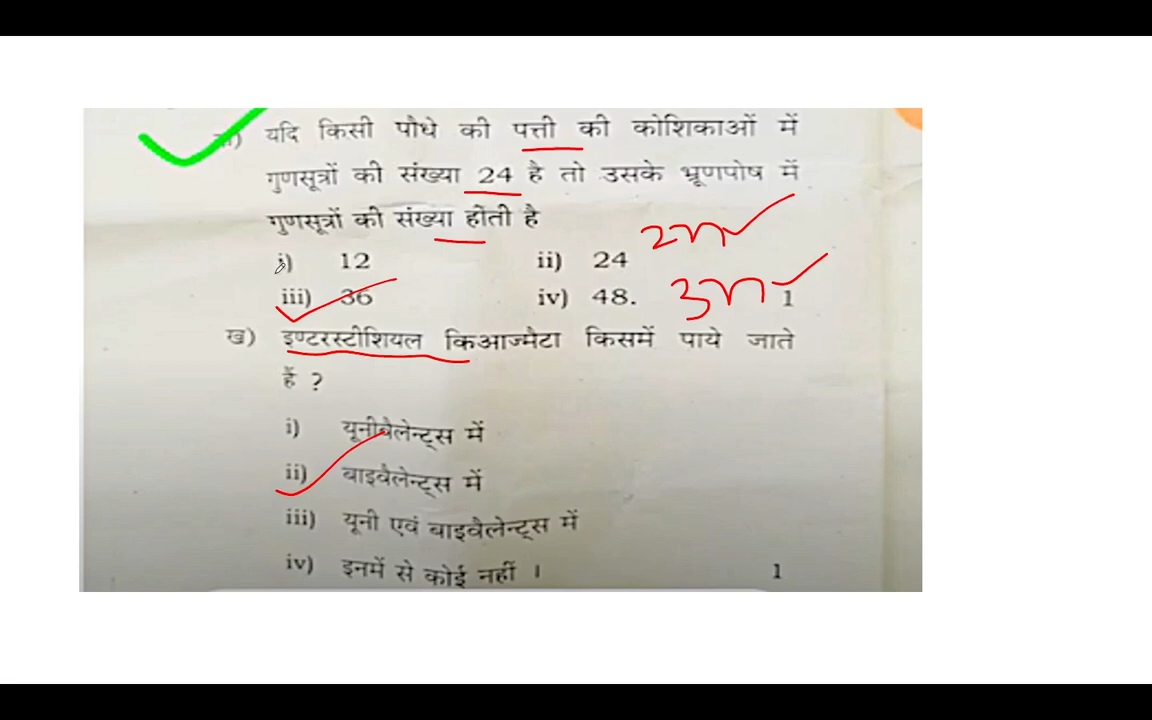 यदि किसी पौधे की पत्ती की कोशिकाओं में
गुणसूत्रों की संख्या 24 है तो उसके भ्रूणपोष में
गुणसूत्रों की संख्या होती है
i) 12 ii) 24
2n
iii) 36 iv) 48. 1
3n
ख) इण्टरस्टीशियल किआज्मैटा किसमें पाये जाते
हैं ?
i) यूनीवैलेन्ट्स में
ii) बाइवैलेन्ट्स में
iii) यूनी एवं बाइवैलेन्ट्स में
iv) इनमें से कोई नहीं । 1